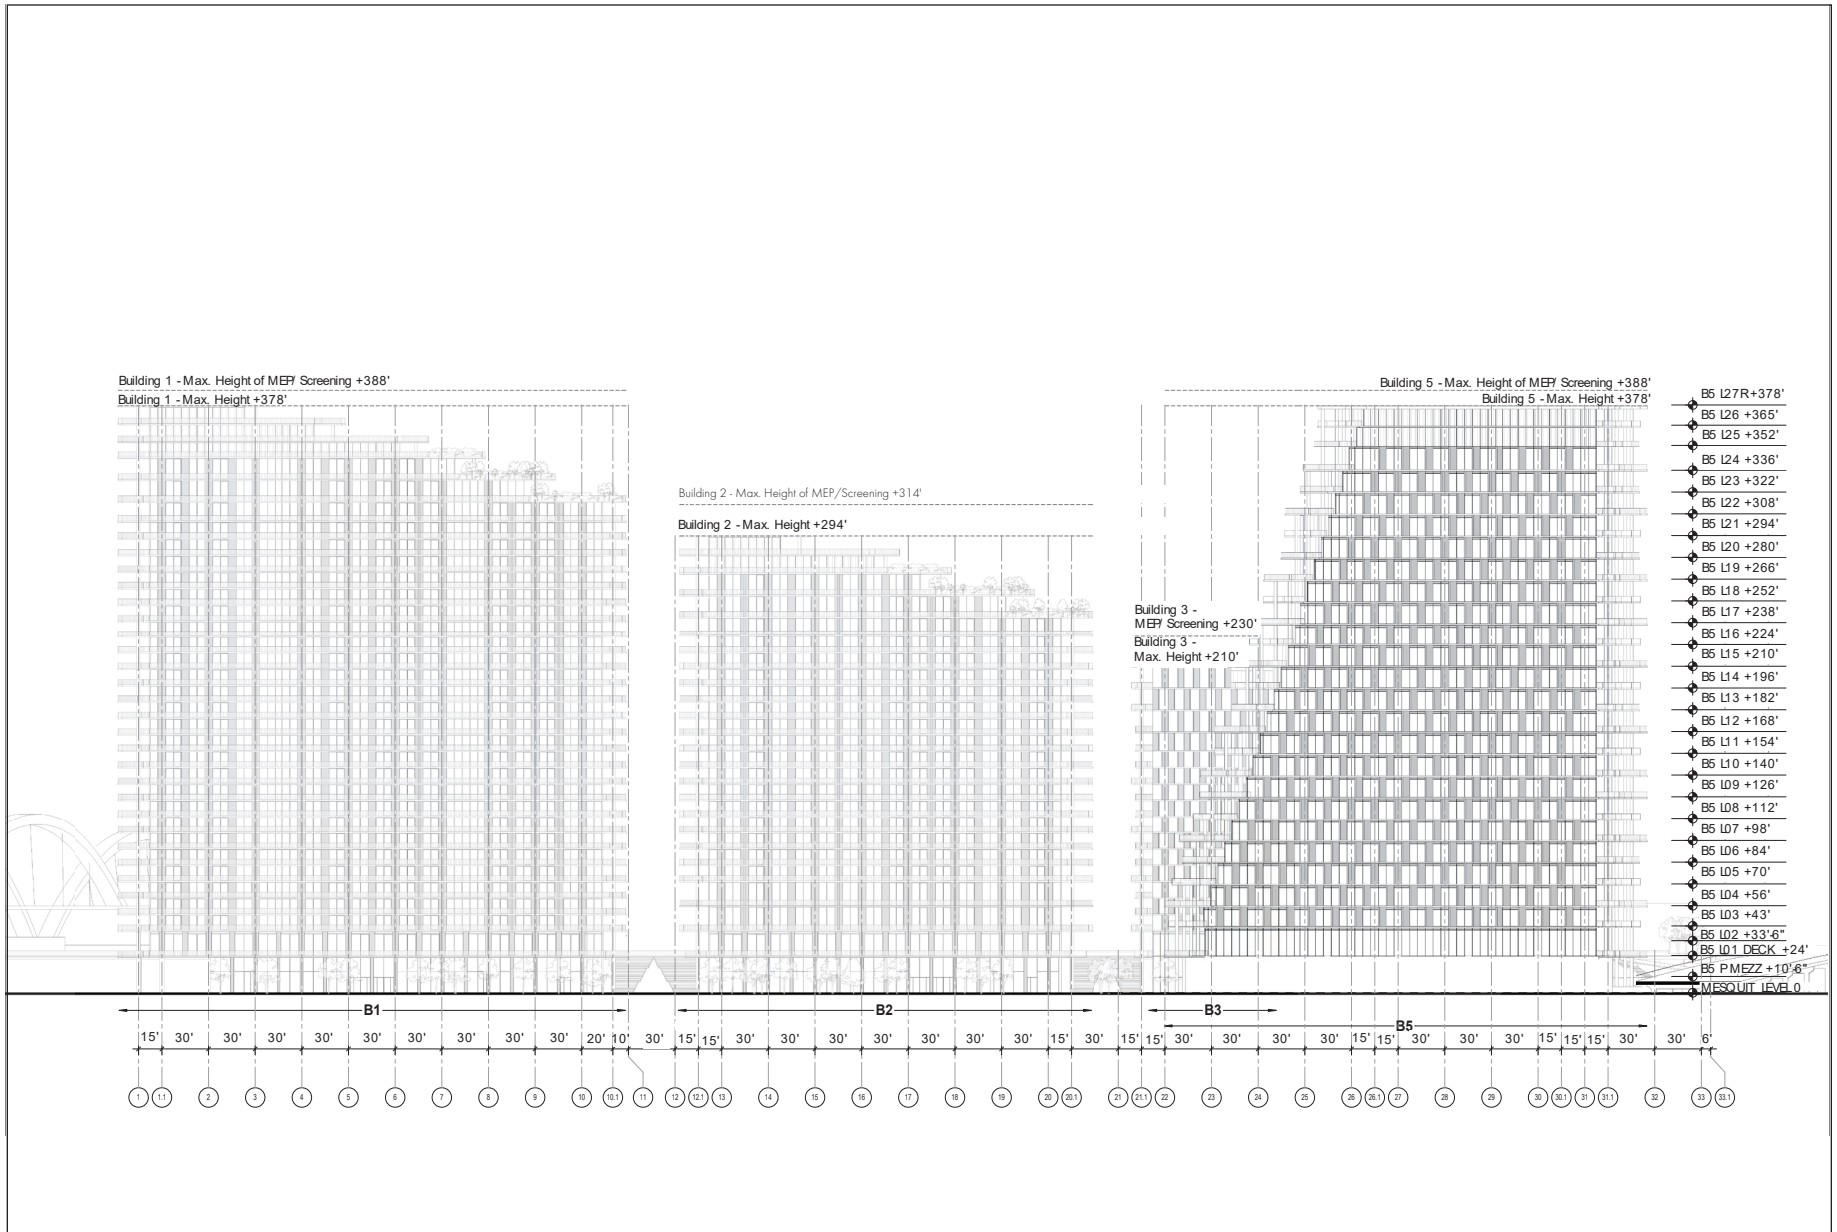 Building 1 - Max. Height of MEP/ Screening +388'
Building 1 - Max. Height +378'
Building 2 - Max. Height of MEP/Screening +314'
Building 2 - Max. Height +294'
Building 3 -
MEP/ Screening +230'
Building 3 -
Max. Height +210'
Building 5 - Max. Height of MEP/ Screening +388'
Building 5 - Max. Height +378'
B5 L27R+378'
B5 L26 +365'
B5 L25 +352'
B5 L24 +336'
B5 L23 +322'
B5 L22 +308'
B5 L21 +294'
B5 L20 +280'
B5 L19 +266'
B5 L18 +252'
B5 L17 +238'
B5 L16 +224'
B5 L15 +210'
B5 L14 +196'
B5 L13 +182'
B5 L12 +168'
B5 L11 +154'
B5 L10 +140'
B5 L09 +126'
B5 L08 +112'
B5 L07 +98'
B5 L06 +84'
B5 L05 +70'
B5 L04 +56'
B5 L03 +43'
B5 L02 +33'-6"
B5 L01 DECK +24'
B5 P MEZZ +10'-6"
MESQUIT LEVEL 0
B1 B2 B3
B5
15' 30' 30' 30' 30' 30' 30' 30' 30' 30' 20' 10' 30' 15' 15' 30' 30' 30' 30' 30' 30' 30' 15' 30' 15' 15' 30' 30' 30' 30' 15' 15' 30' 30' 30' 15' 15' 15' 30' 30' 6'
1 1.1 2 3 4 5 6 7 8 9 10 10.1 11 12 12.1 13 14 15 16 17 18 19 20 20.1 21 21.1 22 23 24 25 26 26.1 27 28 29 30 30.1 31 31.1 32 33 33.1